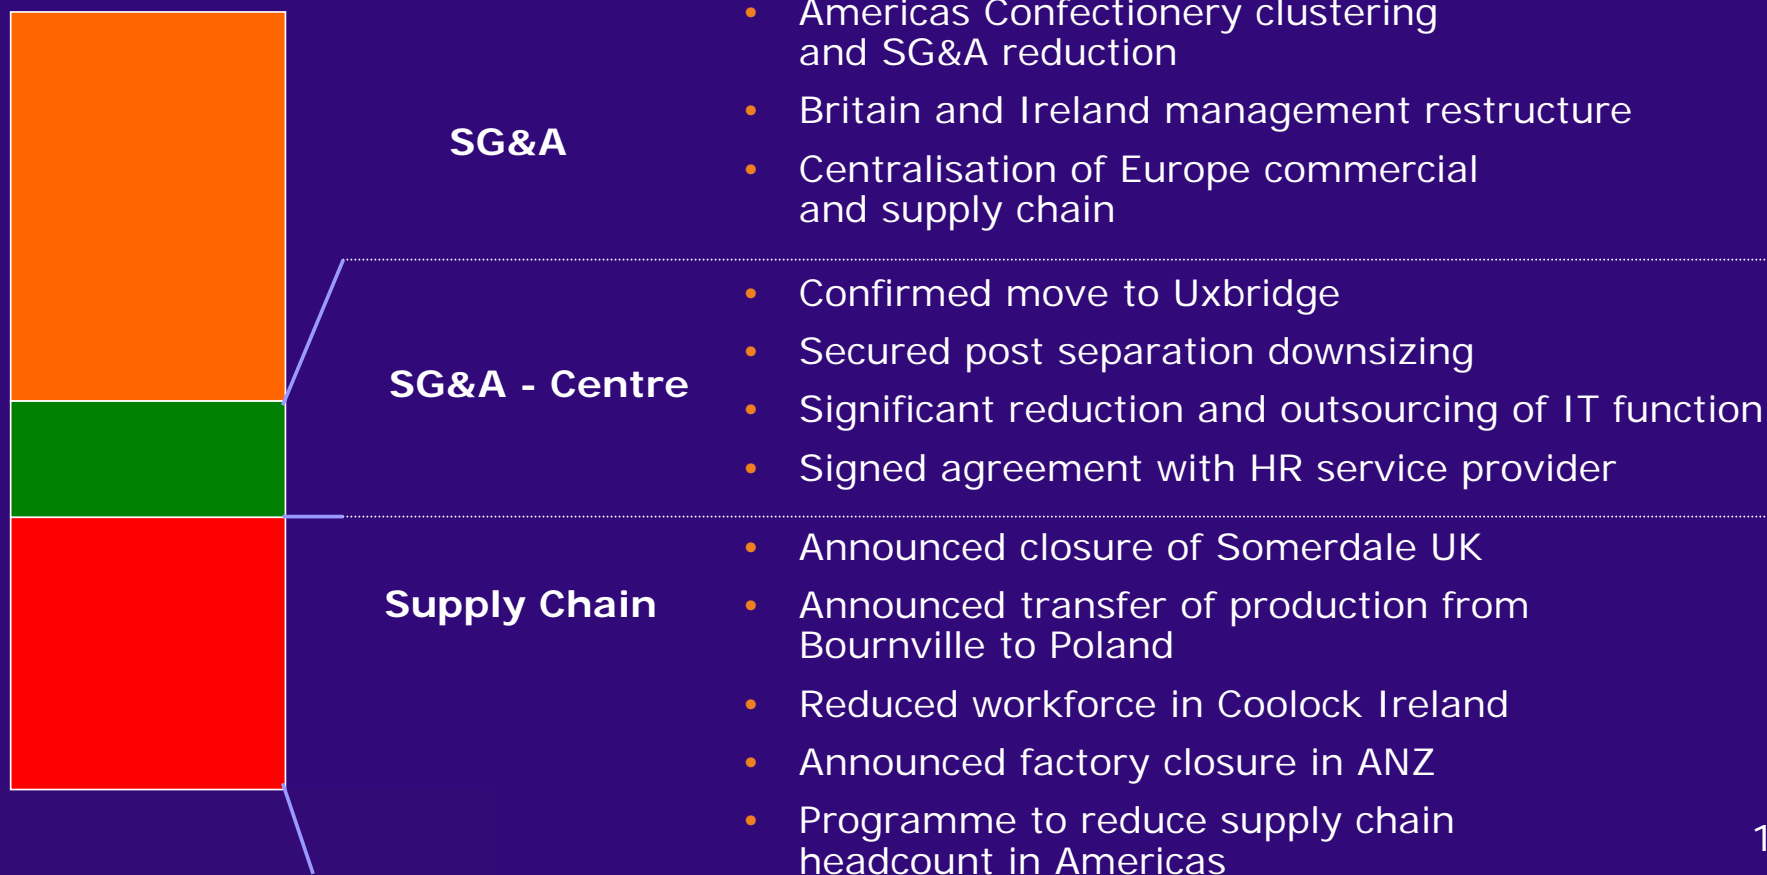 • Americas Confectionery clustering
and SG&A reduction
SG&A
• Britain and Ireland management restructure
• Centralisation of Europe commercial
and supply chain
SG&A - Centre
• Confirmed move to Uxbridge
• Secured post separation downsizing
• Significant reduction and outsourcing of IT function
• Signed agreement with HR service provider
Supply Chain
• Announced closure of Somerdale UK
• Announced transfer of production from
Bournville to Poland
• Reduced workforce in Coolock Ireland
• Announced factory closure in ANZ
• Programme to reduce supply chain
headcount in Americas